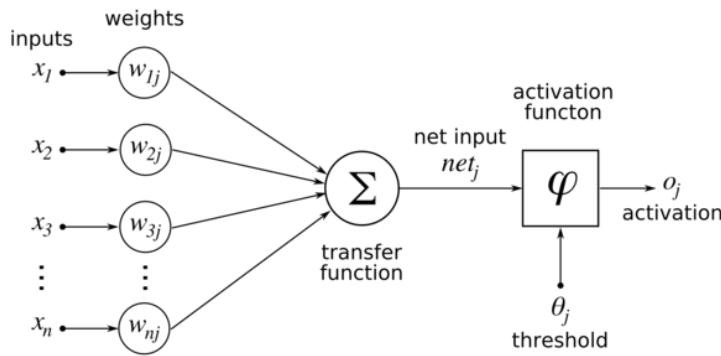 weights
inputs
x1
w1j
x2
w2j
x3
w3j
⋮
⋮
xn
wnj
Σ
transfer
function
net input
netj
activation
functon
φ
oj
activation
θj
threshold